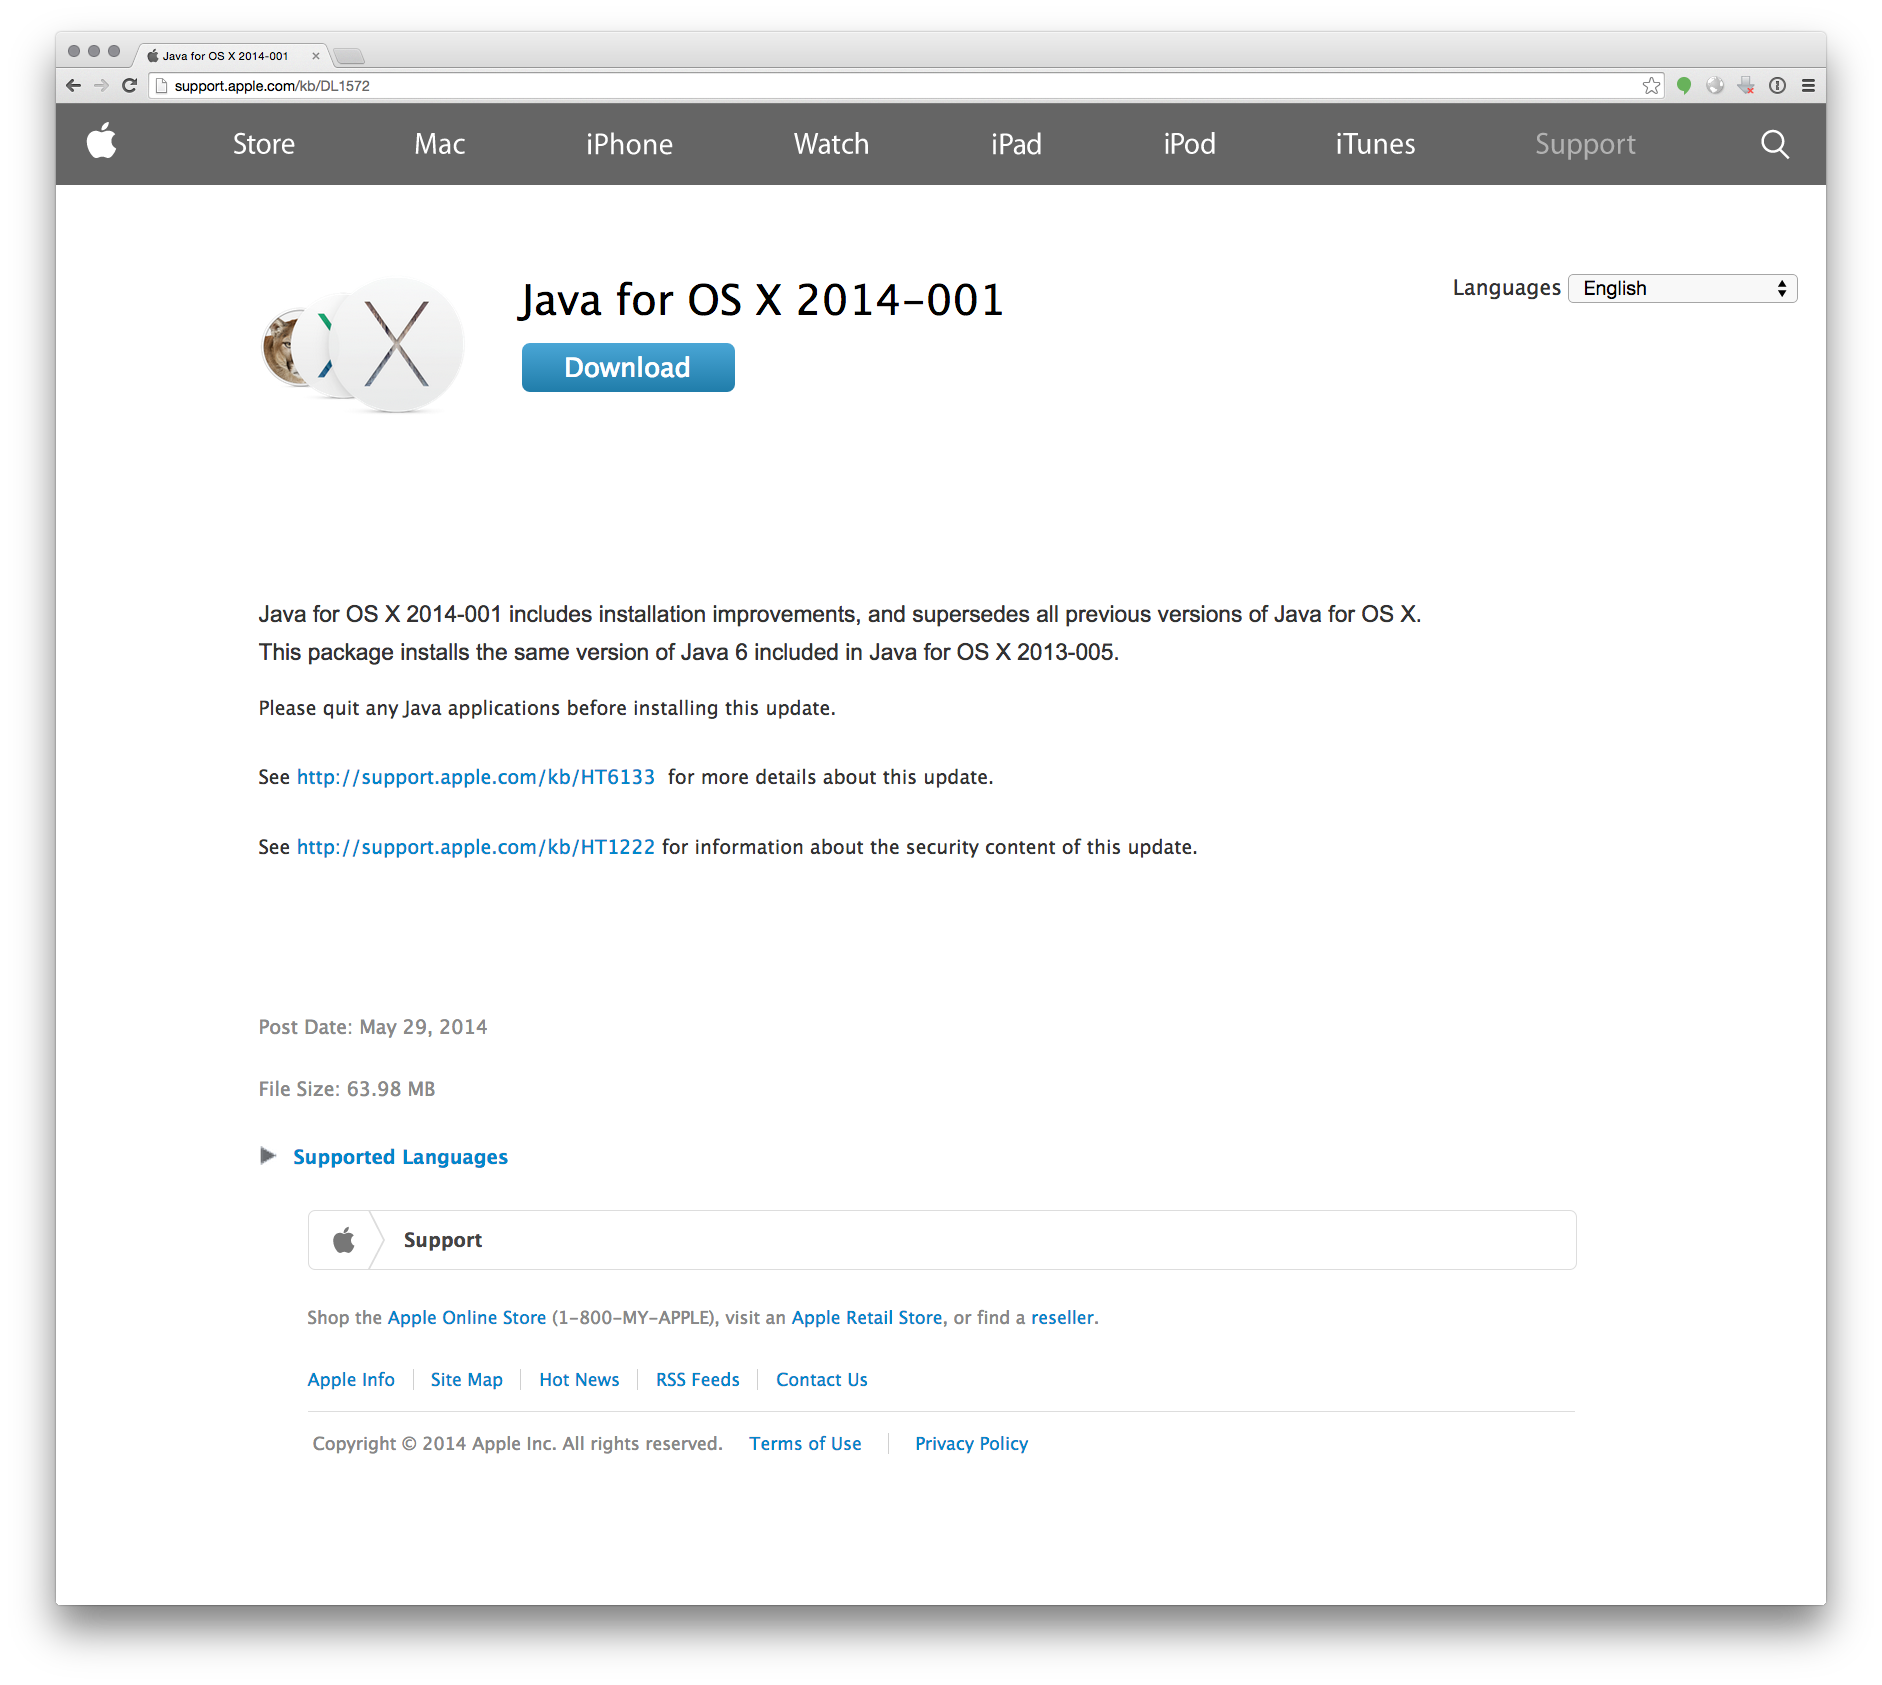 Java for OS X 2014-001
support.apple.com/kb/DL1572
Store Mac iPhone Watch iPad iPod iTunes Support
Java for OS X 2014-001
Languages English
Download
Java for OS X 2014-001 includes installation improvements, and supersedes all previous versions of Java for OS X.
This package installs the same version of Java 6 included in Java for OS X 2013-005.
Please quit any Java applications before installing this update.
See http://support.apple.com/kb/HT6133 for more details about this update.
See http://support.apple.com/kb/HT1222 for information about the security content of this update.
Post Date: May 29, 2014
File Size: 63.98 MB
Supported Languages
Support
Shop the Apple Online Store (1-800-MY-APPLE), visit an Apple Retail Store, or find a reseller.
Apple Info Site Map Hot News RSS Feeds Contact Us
Copyright © 2014 Apple Inc. All rights reserved. Terms of Use Privacy Policy